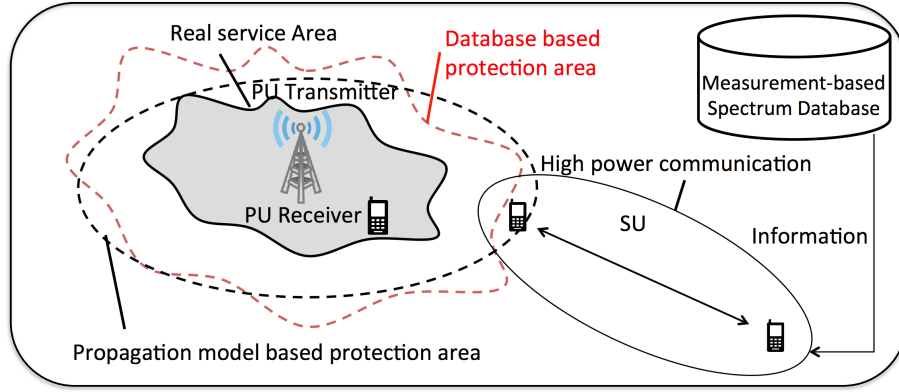 Real service Area
Database based
protection area
PU Transmitter
Measurement-based
Spectrum Database
High power communication
PU Receiver
SU
Information
Propagation model based protection area